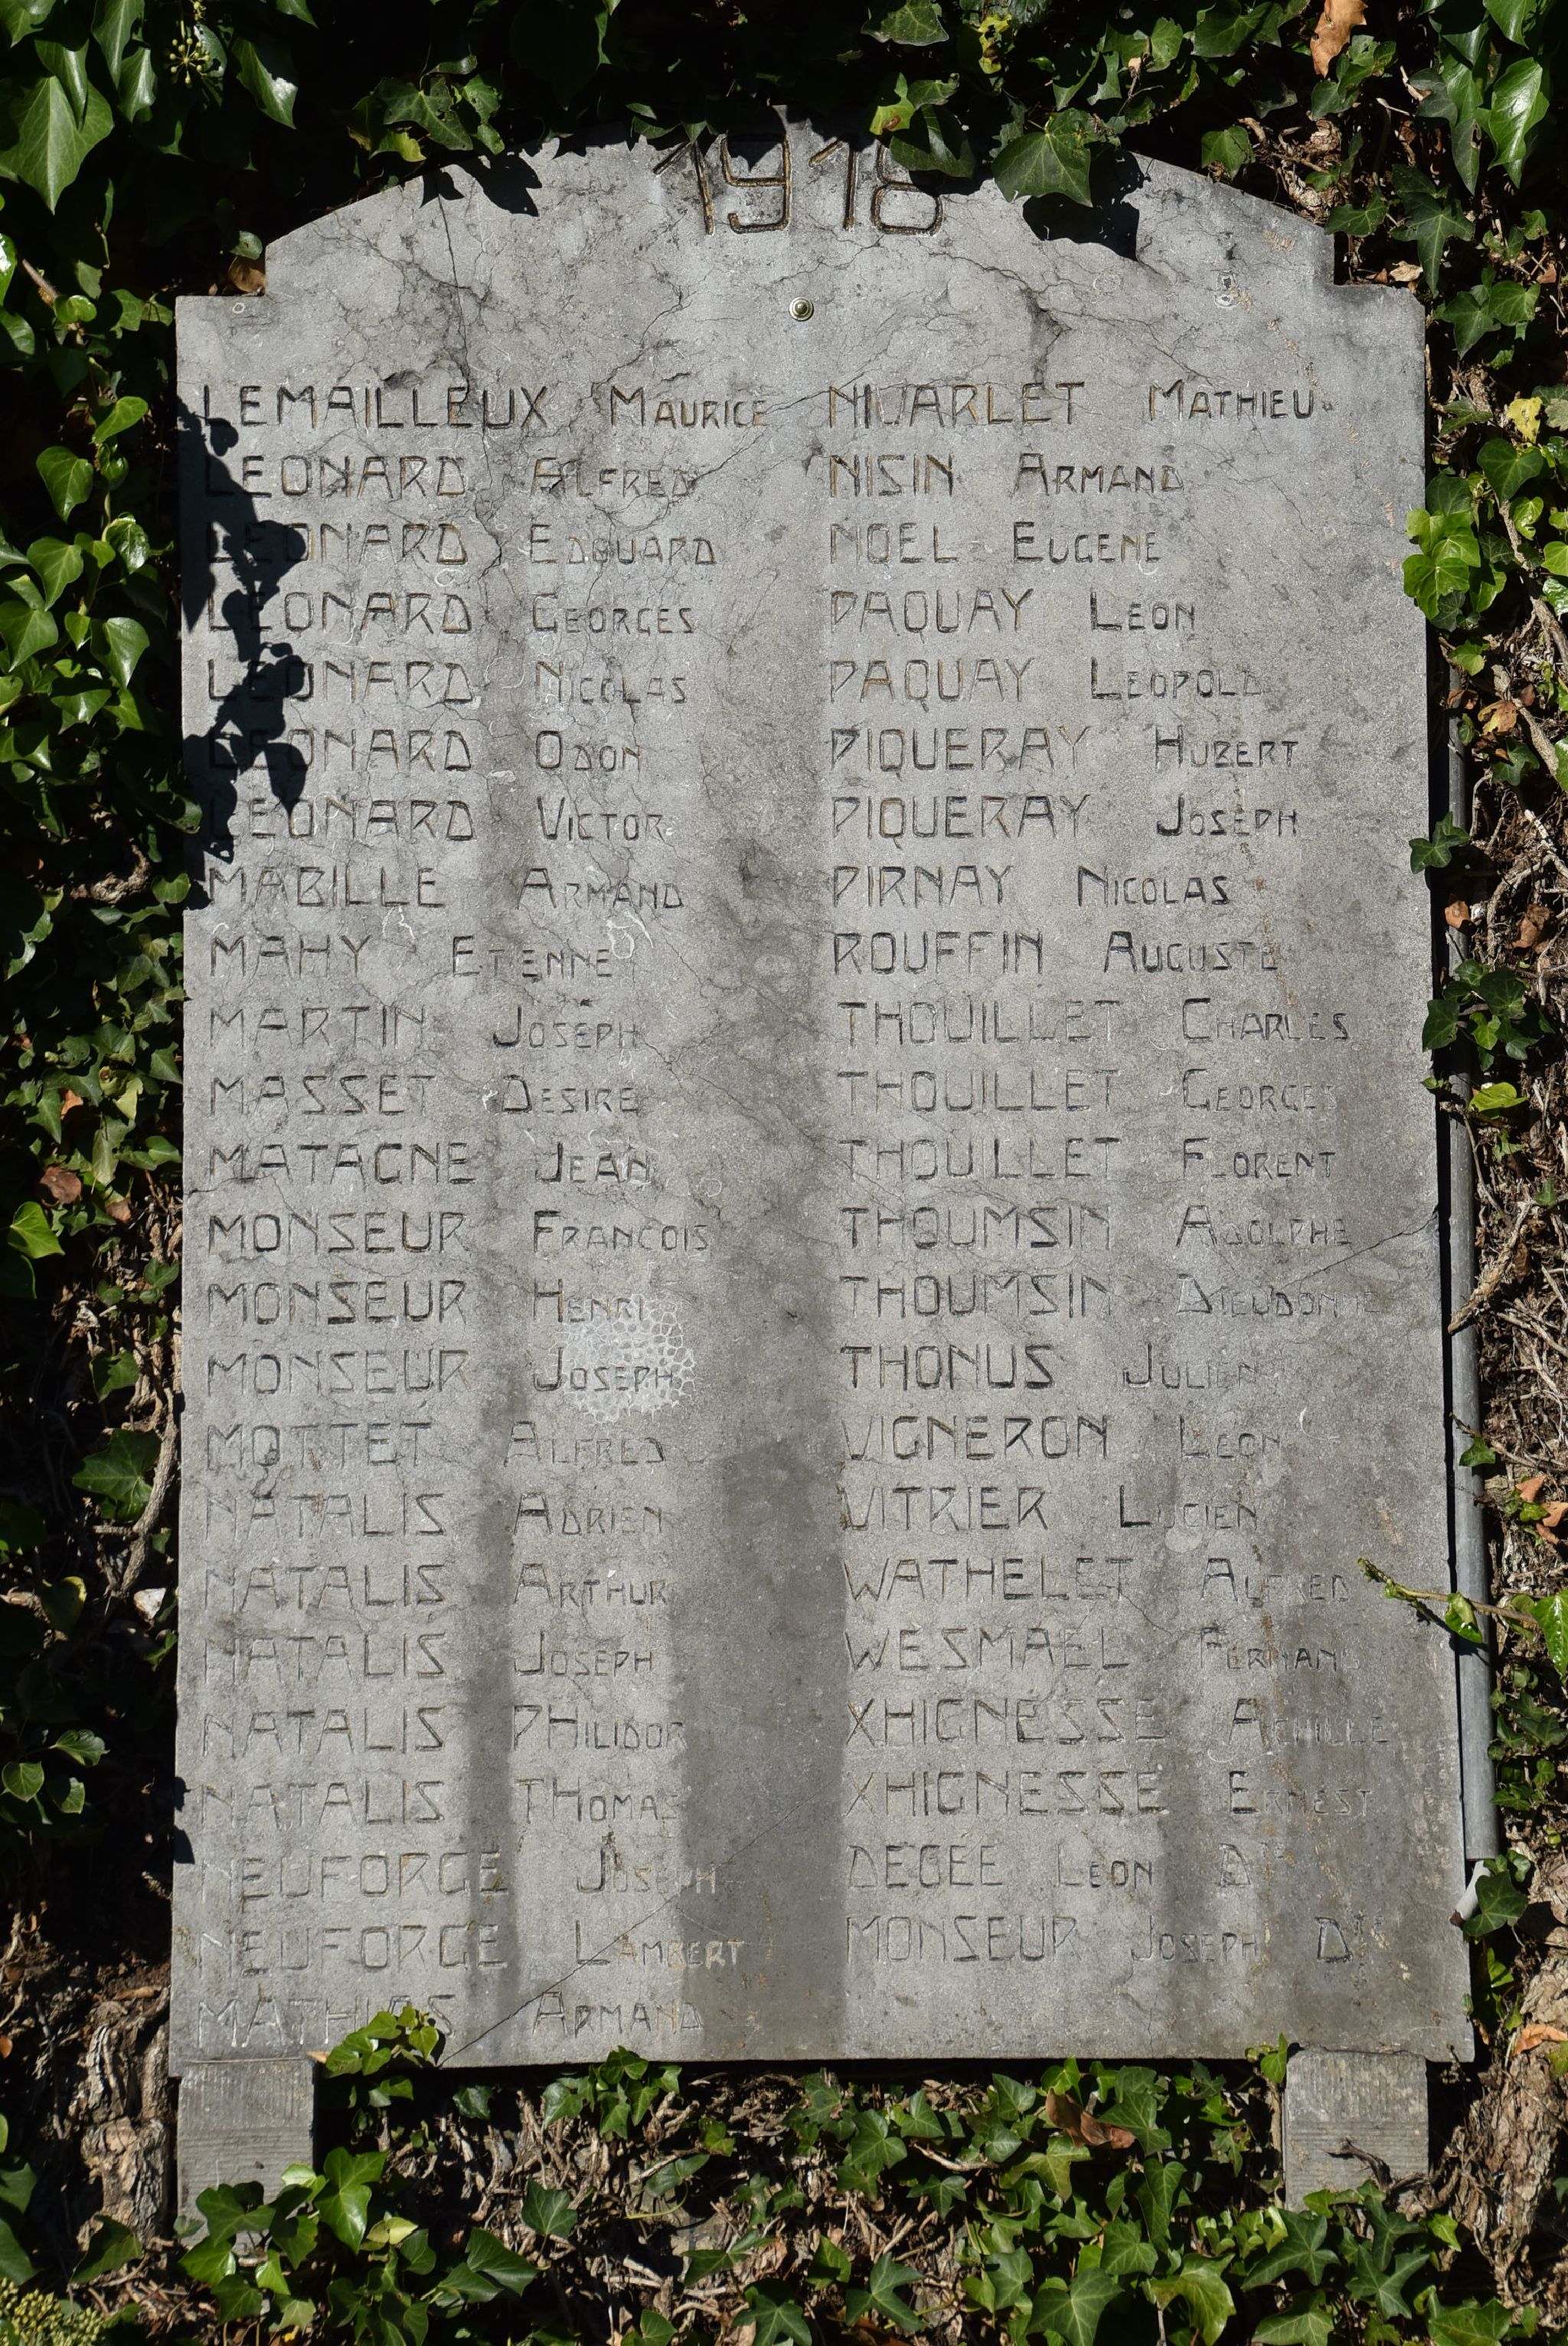 1918
LEMAILLEUX MAURICE
LEONARD ALFRED
LEONARD EDOUARD
LEONARD GEORGES
LEONARD NICOLAS
LEONARD ODON
LEONARD VICTOR
MABILLE ARMAND
MAHY ETIENNE
MARTIN JOSEPH
MASSET DESIRE
MATAGNE JEAN
MONSEUR FRANCOIS
MONSEUR HENRI
MONSEUR JOSEPH
MOTTET ALFRED
NATALIS ADRIEN
NATALIS ARTHUR
NATALIS JOSEPH
NATALIS PHILIDOR
NATALIS THOMAS
NEUFORGE JOSEPH
NEUFORGE LAMBERT
MATHIAS ARMAND
NIVARLET MATHIEU
NISIN ARMAND
NOEL EUGENE
PAQUAY LEON
PAQUAY LEOPOLD
PIQUERAY HUBERT
PIQUERAY JOSEPH
PIRNAY NICOLAS
ROUFFIN AUGUSTE
THOUILLET CHARLES
THOUILLET GEORGES
THOUILLET FLORENT
THOUMSIN ADOLPHE
THOUMSIN DIEUDONNE
THONUS JULIEN
VIGNERON LEON
VITRIER LUCIEN
WATHELET ALFRED
WESMAEL FERNAND
XHIGNESSE ACHILLE
XHIGNESSE ERNEST
DEGÉE LÉON
MONSEUR JOSEPH